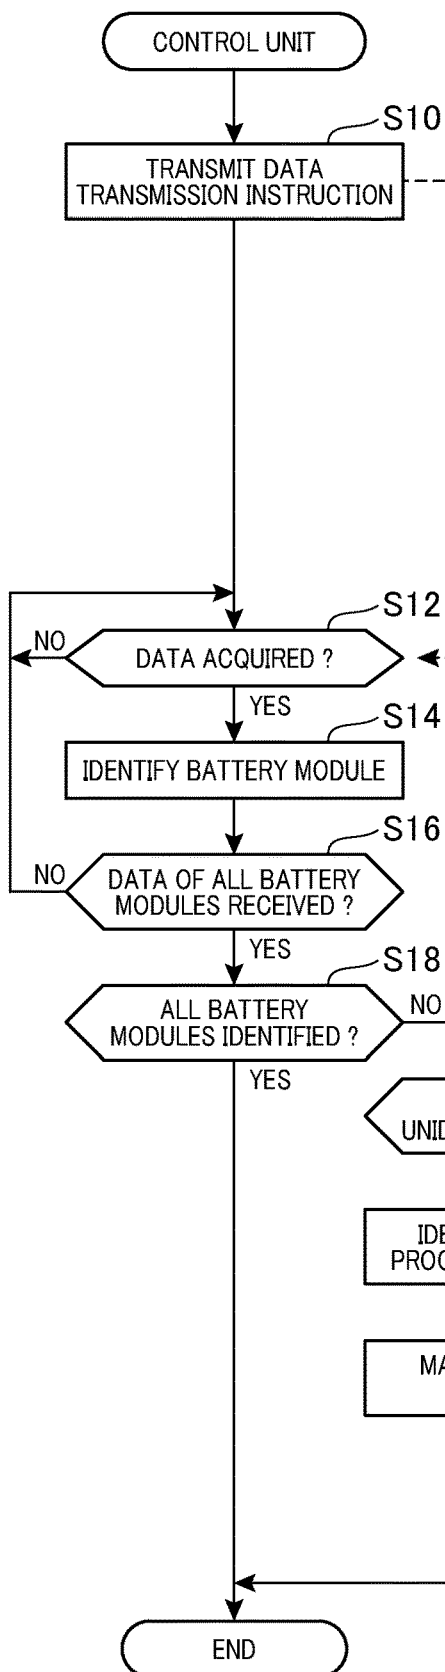 CONTROL UNIT
S10
TRANSMIT DATA
TRANSMISSION INSTRUCTION
S12
NO
DATA ACQUIRED ?
YES
S14
IDENTIFY BATTERY MODULE
S16
NO
DATA OF ALL BATTERY
MODULES RECEIVED ?
YES
S18
ALL BATTERY
MODULES IDENTIFIED ?
NO
YES
END